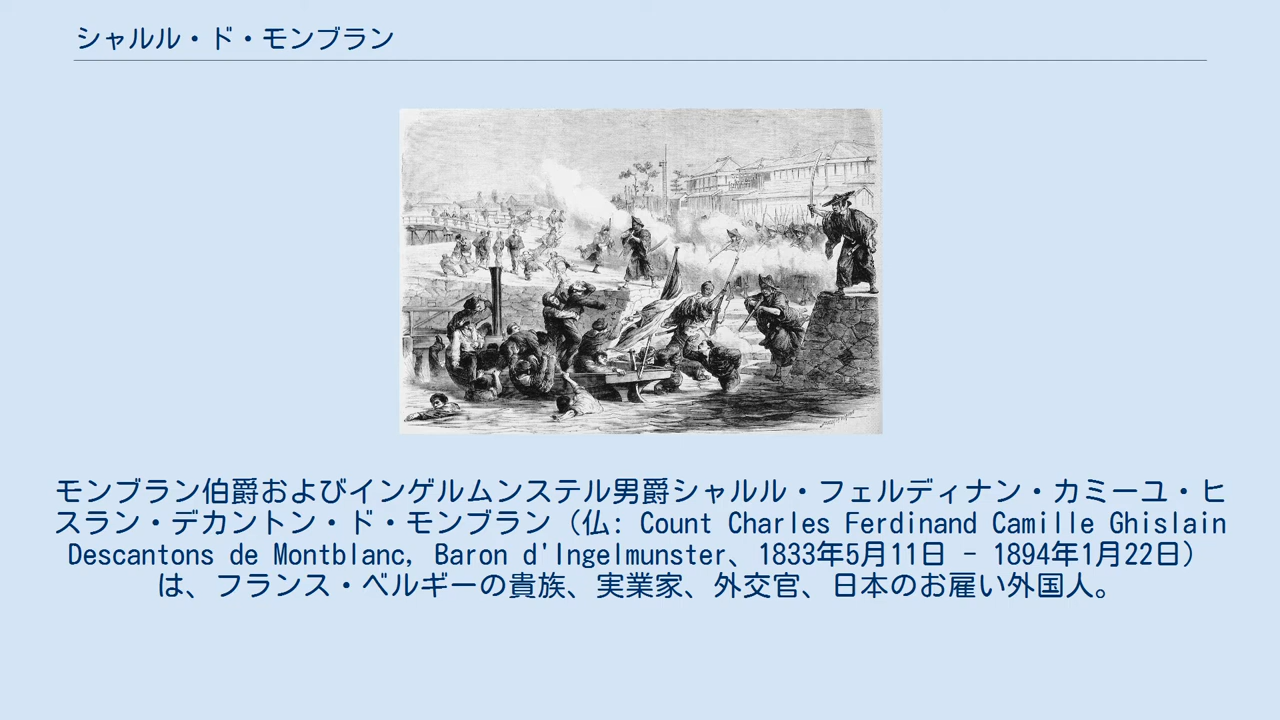 シャルル・ド・モンブラン
モンブラン伯爵およびインゲルムンステル男爵シャルル・フェルディナン・カミーユ・ヒ
スラン・デカントン・ド・モンブラン（仏: Count Charles Ferdinand Camille Ghislain
Descantons de Montblanc, Baron d'Ingelmunster、1833年5月11日 - 1894年1月22日）
は、フランス・ベルギーの貴族、実業家、外交官、日本のお雇い外国人。